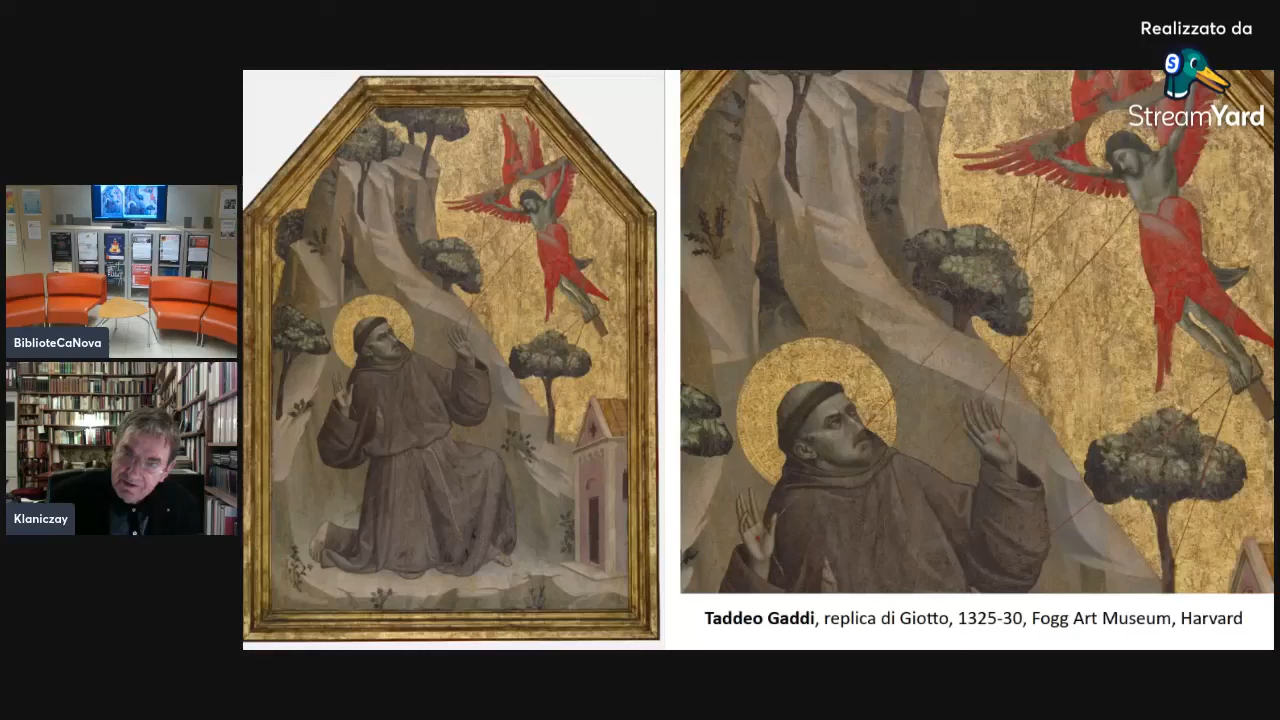 Realizzato da
StreamYard
BiblioteCaNova
Klaniczay
Taddeo Gaddi, replica di Giotto, 1325-30, Fogg Art Museum, Harvard